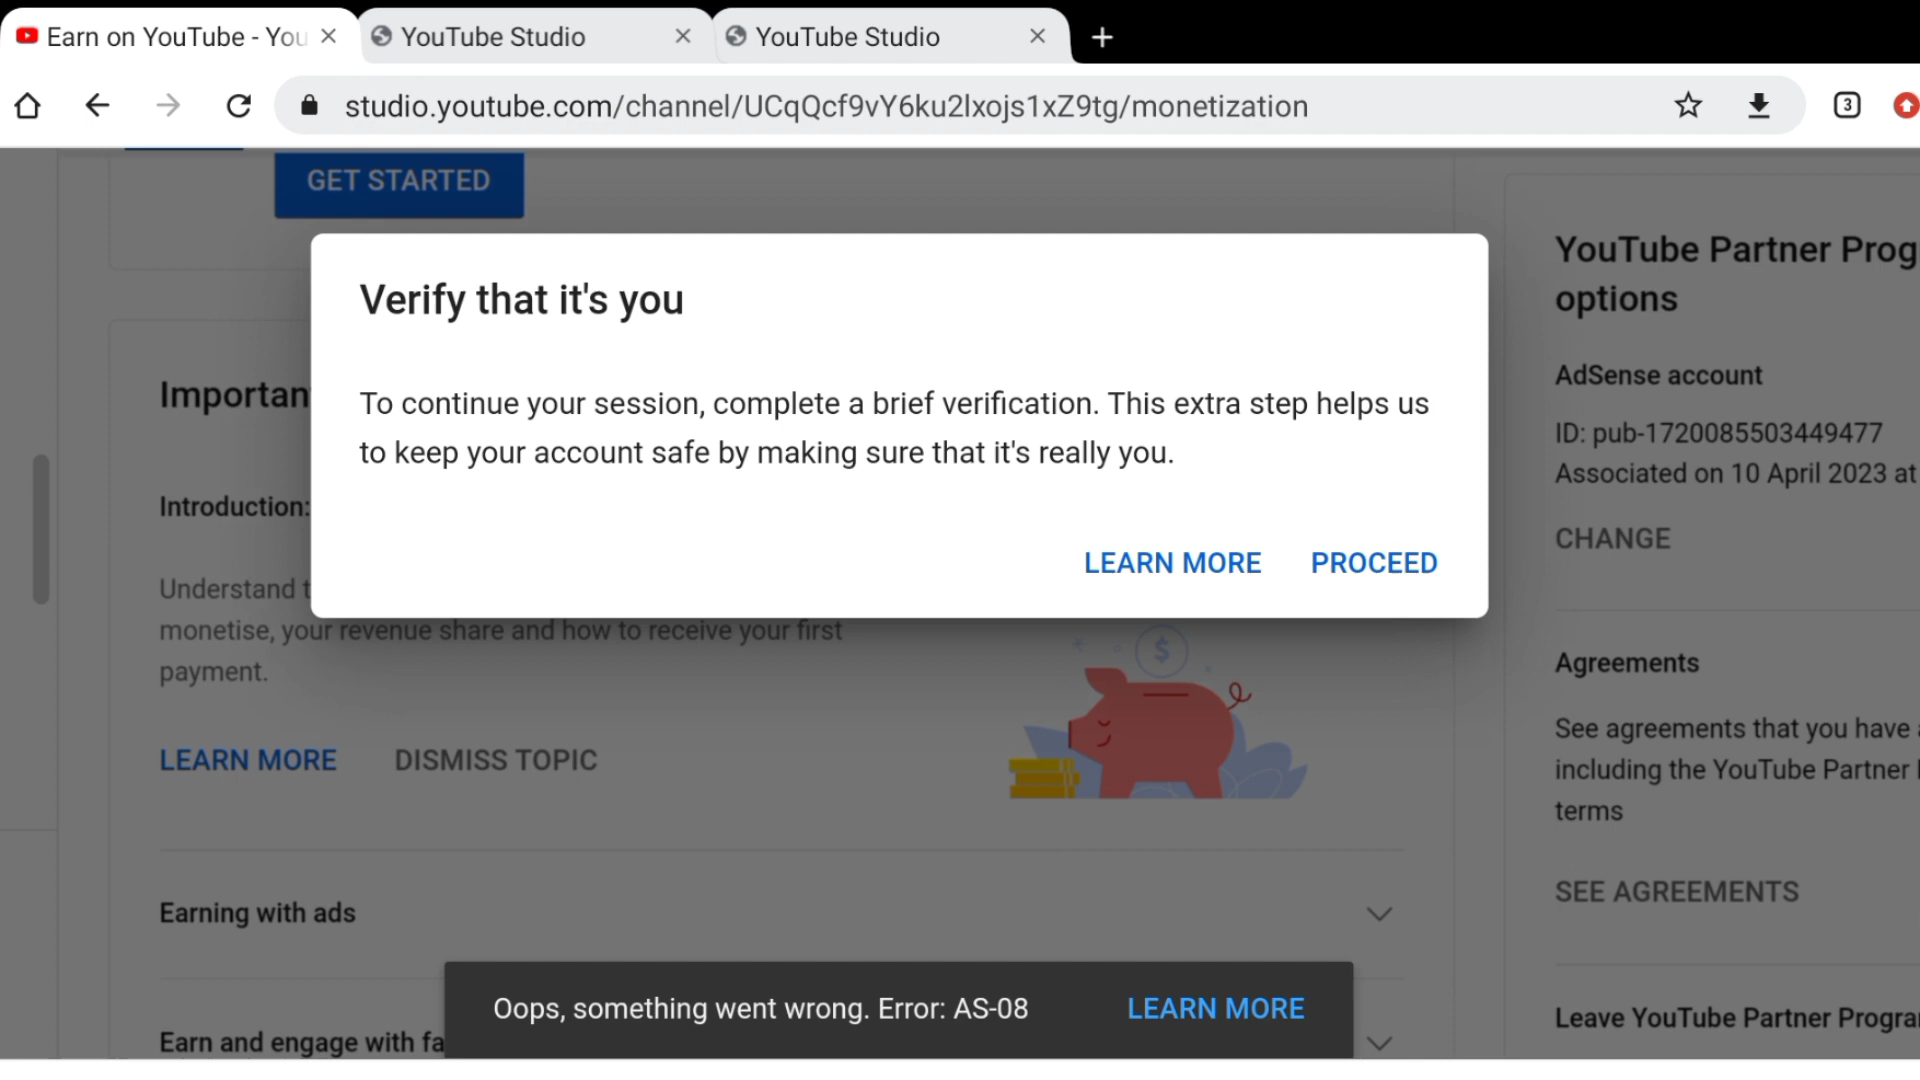 Earn on YouTube - You
YouTube Studio
YouTube Studio
studio.youtube.com/channel/UCqQcf9vY6ku2lxojs1xZ9tg/monetization
3
GET STARTED
Verify that it's you
To continue your session, complete a brief verification. This extra step helps us
to keep your account safe by making sure that it's really you.
LEARN MORE PROCEED
Important
Introduction:
Understand t
monetise, your revenue share and how to receive your first
payment.
LEARN MORE DISMISS TOPIC
$
Earning with ads
Earn and engage with fa
Oops, something went wrong. Error: AS-08 LEARN MORE
YouTube Partner Prog
options
AdSense account
ID: pub-1720085503449477
Associated on 10 April 2023 at
CHANGE
Agreements
See agreements that you have a
including the YouTube Partner
terms
SEE AGREEMENTS
Leave YouTube Partner Progra